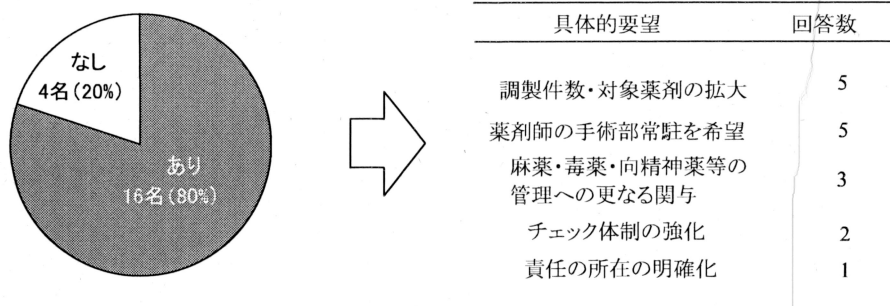 なし
4名(20%)
あり
16名(80%)
具体的要望 回答数
調製件数・対象薬剤の拡大 5
薬剤師の手術部常駐を希望 5
麻薬・毒薬・向精神薬等の
管理への更なる関与 3
チェック体制の強化 2
責任の所在の明確化 1